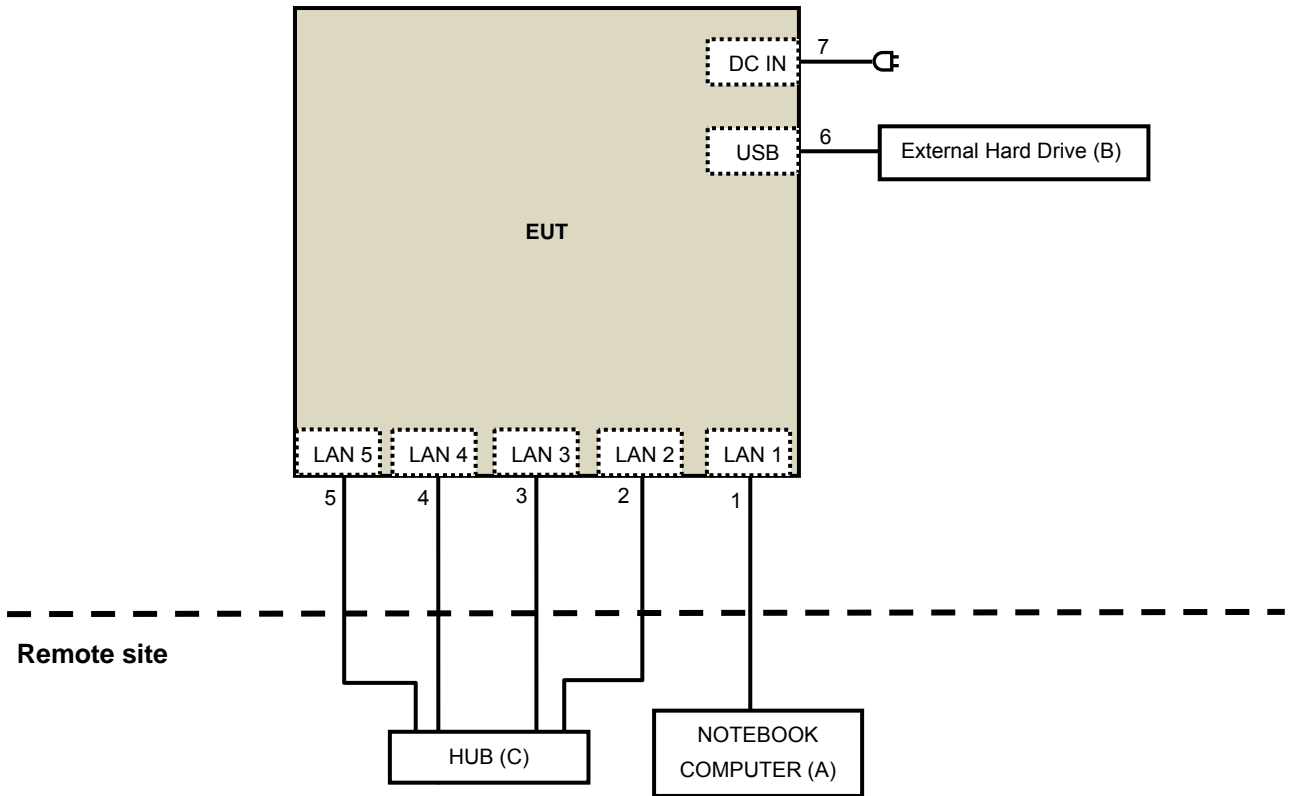 7
DC IN
6
USB
External Hard Drive (B)
EUT
LAN 5
LAN 4
LAN 3
LAN 2
LAN 1
5
4
3
2
1
Remote site
HUB (C)
NOTEBOOK
COMPUTER (A)